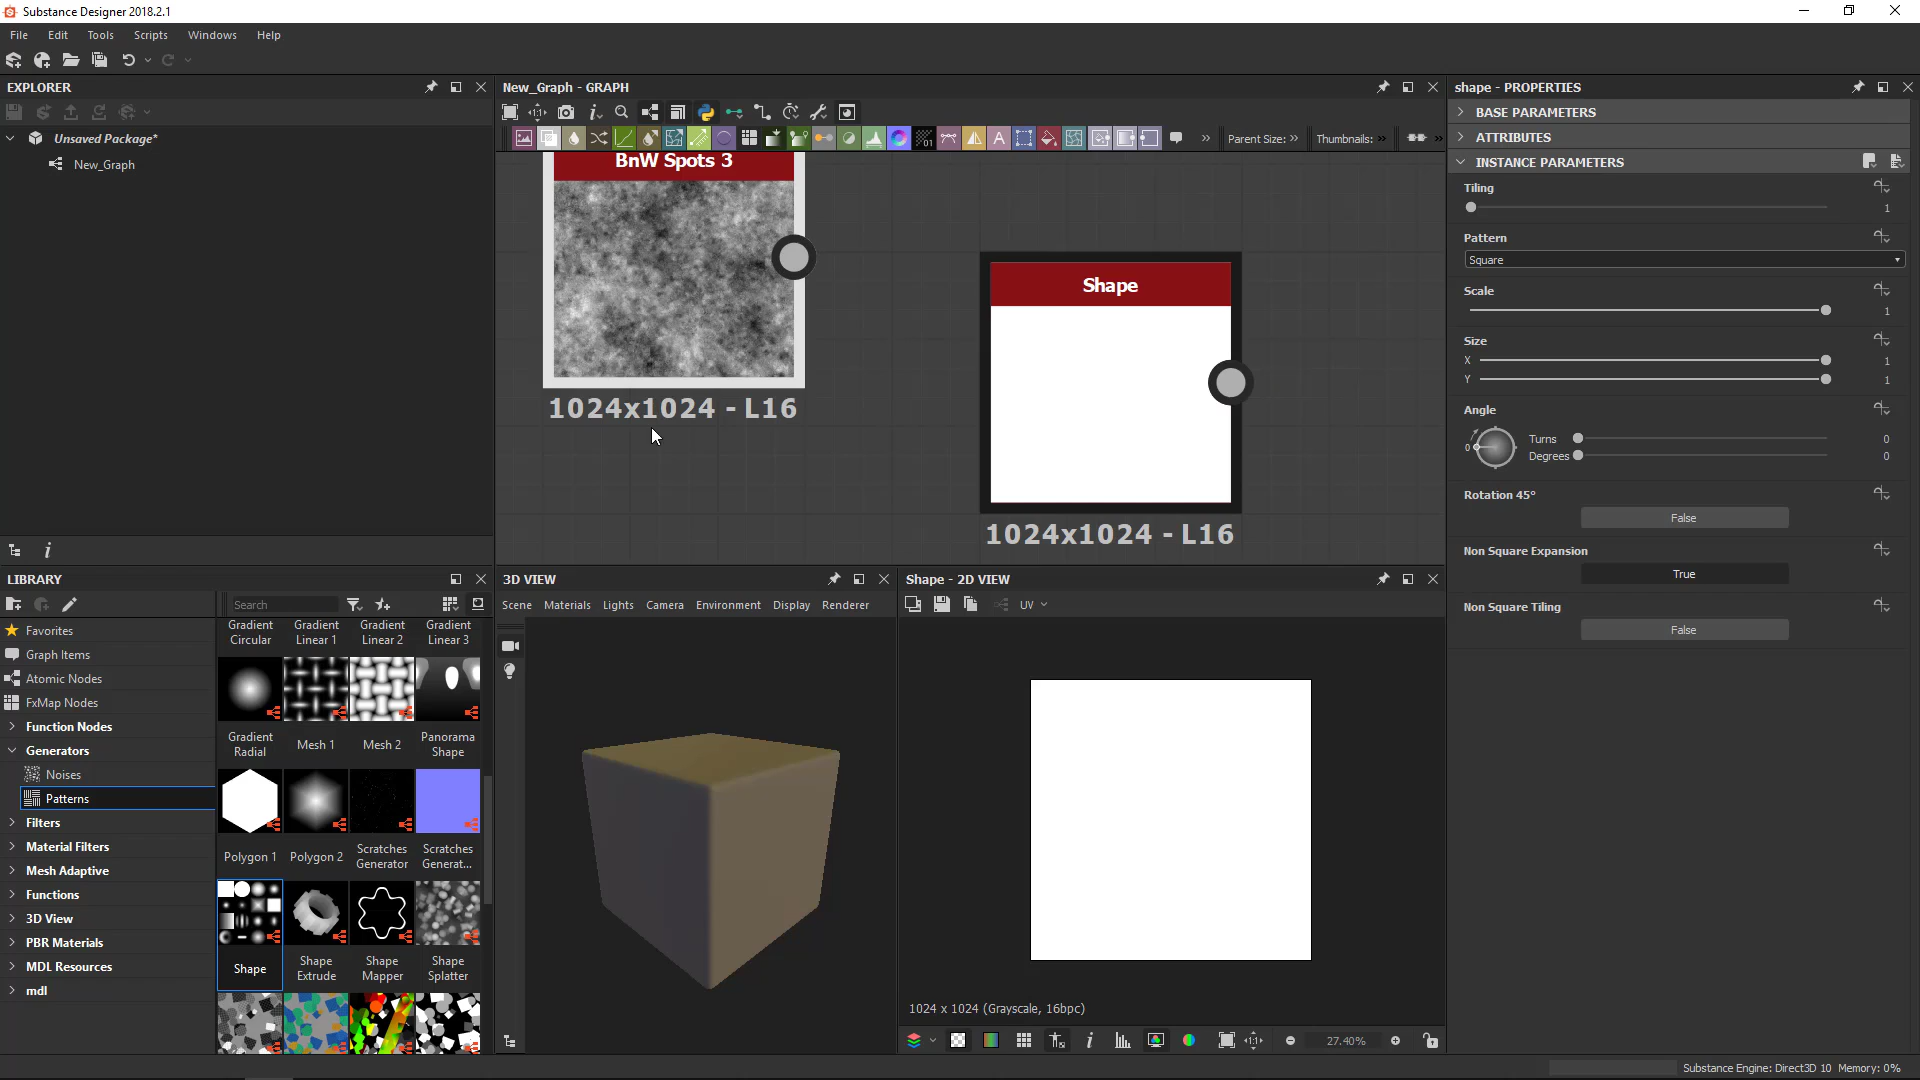 Substance Designer 2018.2.1
File Edit Tools Scripts Windows Help
EXPLORER
Unsaved Package*
New_Graph
New_Graph - GRAPH
Parent Size: »
Thumbnails: »
BnW Spots 3
1024x1024 - L16
Shape
1024x1024 - L16
LIBRARY
Search
Favorites
Graph Items
Atomic Nodes
FxMap Nodes
Function Nodes
Generators
Noises
Patterns
Filters
Material Filters
Mesh Adaptive
Functions
3D View
PBR Materials
MDL Resources
mdl
Gradient Circular
Gradient Linear 1
Gradient Linear 2
Gradient Linear 3
Gradient Radial
Mesh 1
Mesh 2
Panorama Shape
Polygon 1
Polygon 2
Scratches Generator
Scratches Generat...
Shape
Shape Extrude
Shape Mapper
Shape Splatter
3D VIEW
Scene Materials Lights Camera Environment Display Renderer
Shape - 2D VIEW
UV
1024 x 1024 (Grayscale, 16bpc)
27.40%
shape - PROPERTIES
BASE PARAMETERS
ATTRIBUTES
INSTANCE PARAMETERS
Tiling
1
Pattern
Square
Scale
1
Size
X 1
Y 1
Angle
0
Turns 0
Degrees 0
Rotation 45°
False
Non Square Expansion
True
Non Square Tiling
False
Substance Engine: Direct3D 10 Memory: 0%